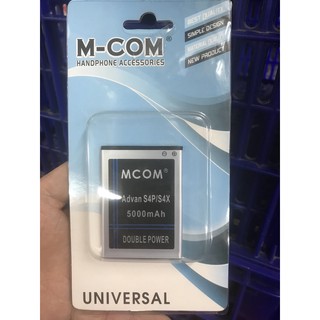 M-COM®
HANDPHONE ACCESSORIES
BEST QUALITY
SIMPLE DESIGN
NEW PRODUCT
MCOM®
Advan S4P/S4X
5000mAh
DOUBLE POWER
UNIVERSAL